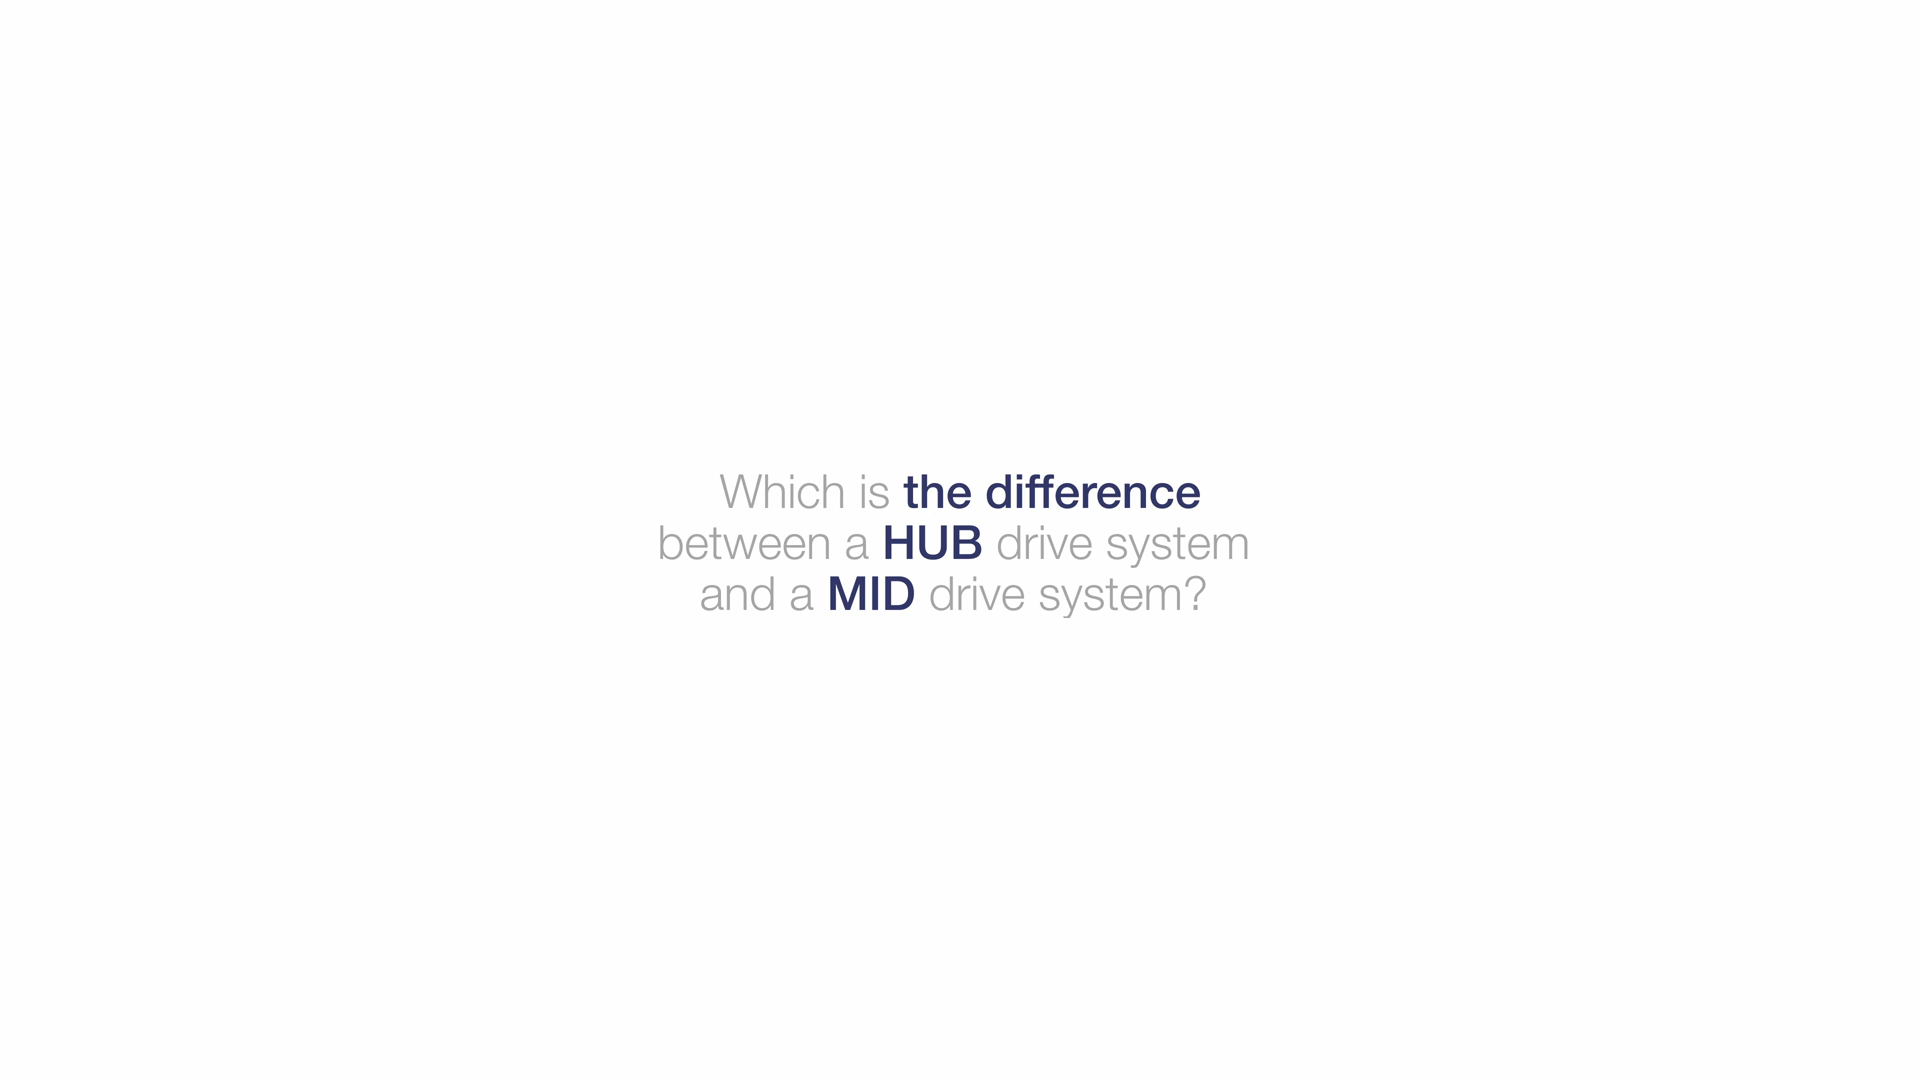 Which is the difference
between a HUB drive system
and a MID drive system?